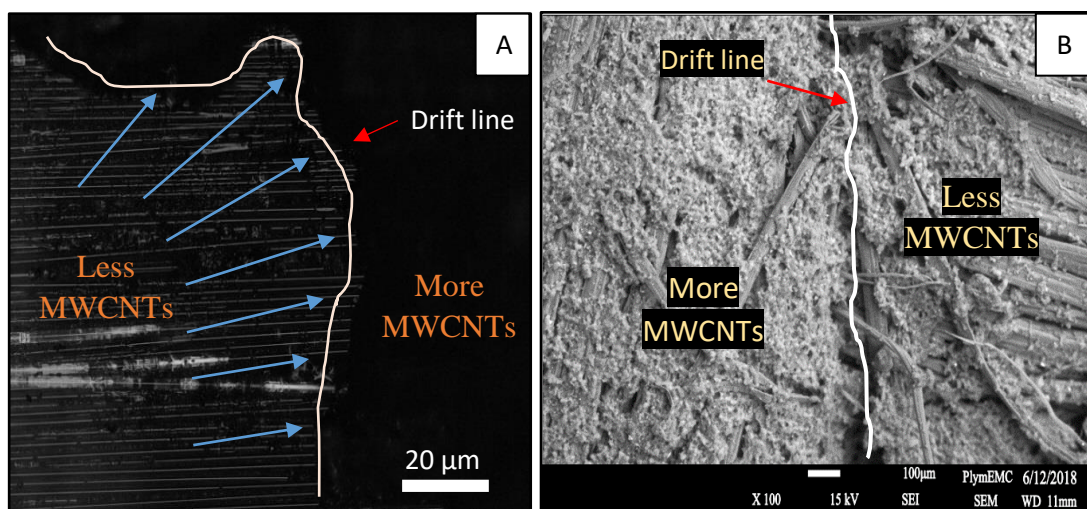 A
Drift line
Less
MWCNTs
More
MWCNTs
20 µm
B
Drift line
Less
MWCNTs
More
MWCNTs
100µm PlymEMC 6/12/2018
X 100 15 kV SEI SEM WD 11mm